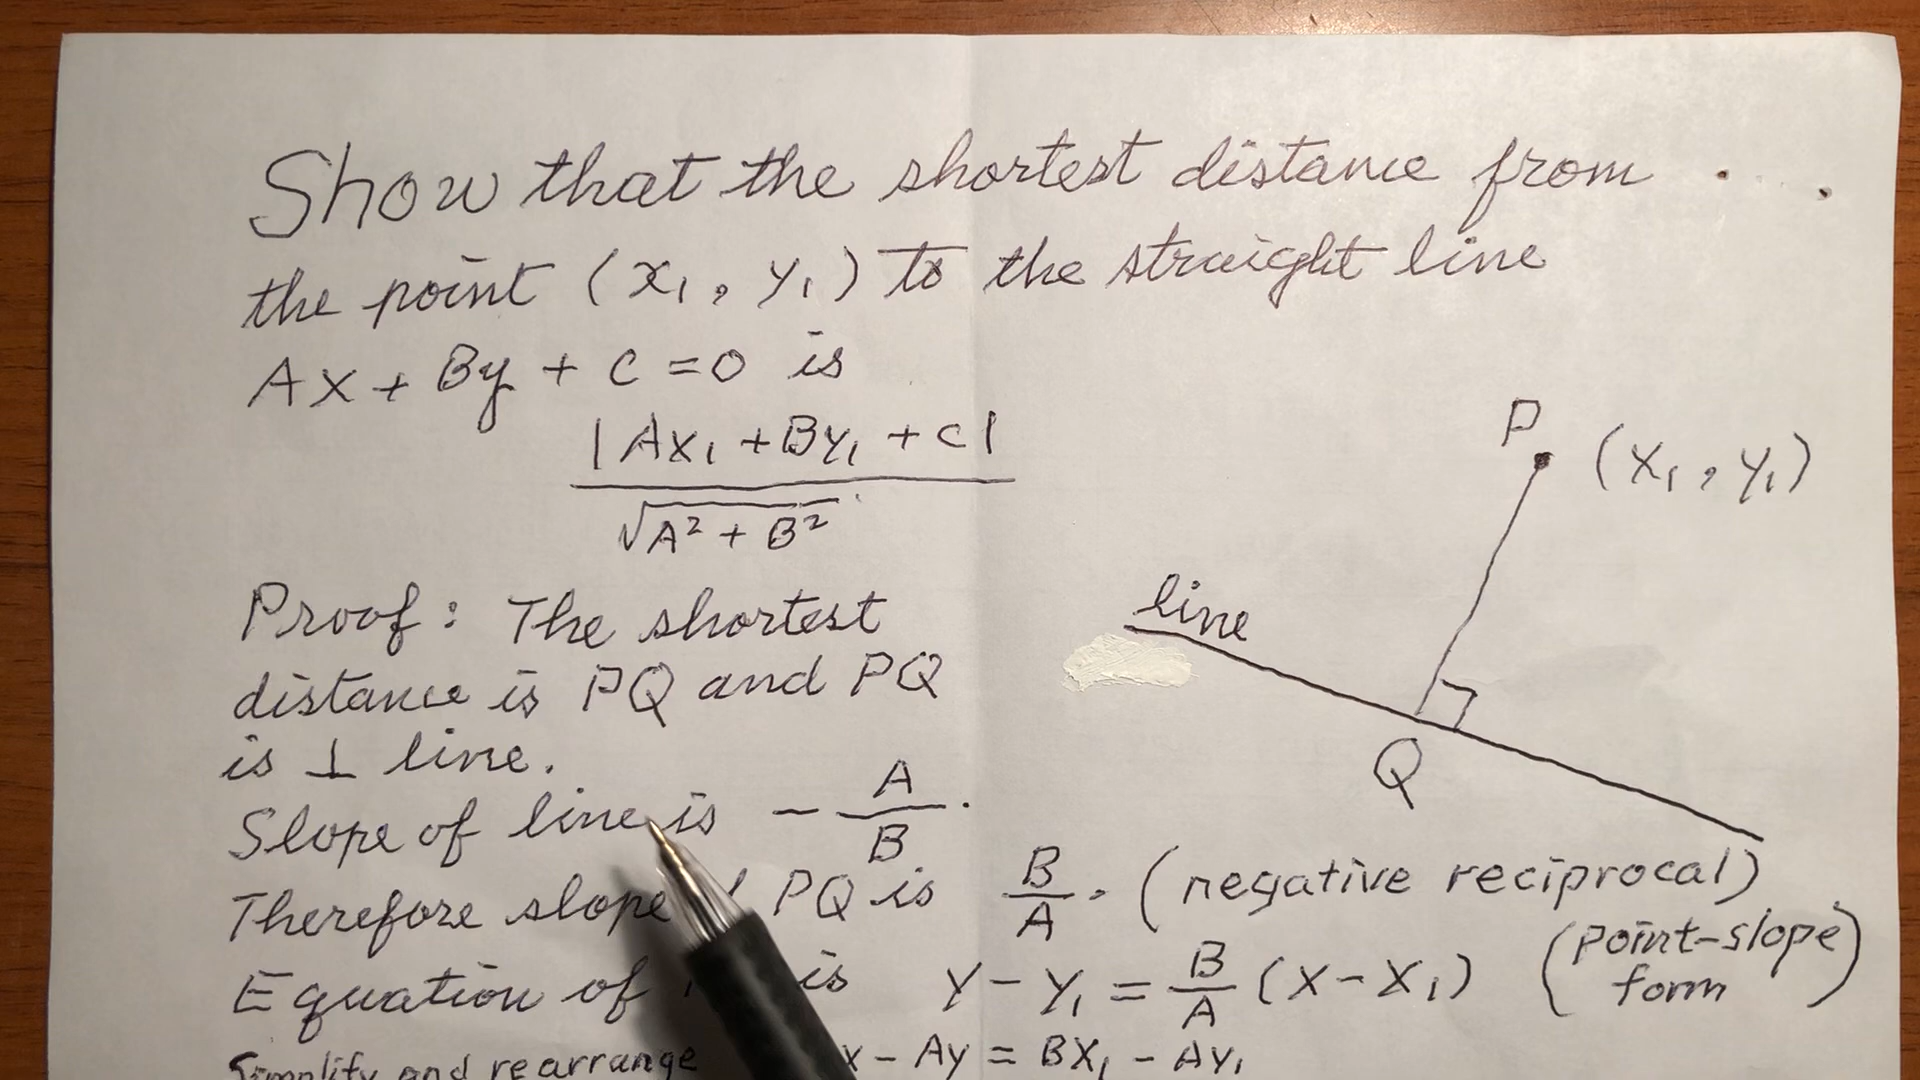 Show that the shortest distance from
the point (x₁, y₁) to the straight line
Ax + By + C = 0 is
|Ax₁ + By₁ + C|
√A² + B²
P (x₁, y₁)
line
Q
Proof: The shortest
distance is PQ and PQ
is ⊥ line.
Slope of line is - A/B.
Therefore slope PQ is B/A. (negative reciprocal)
Equation of is y - y₁ = B/A (x - x₁) (point-slope form)
Simplify and rearrange x - Ay = Bx₁ - Ay₁